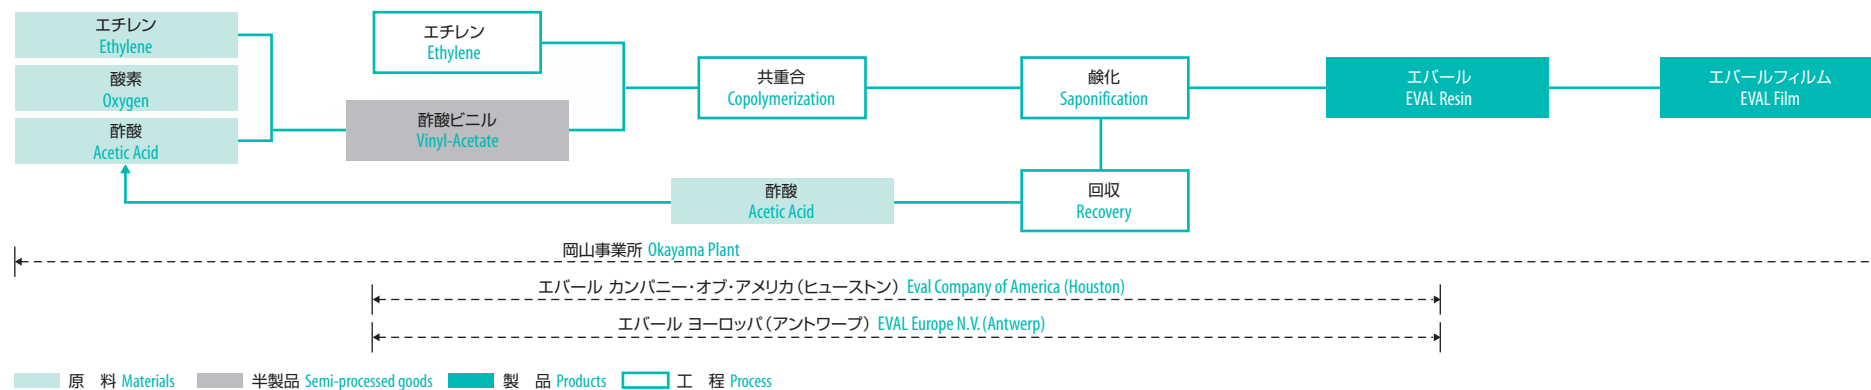 エチレン
Ethylene
酸素
Oxygen
酢酸
Acetic Acid
エチレン
Ethylene
酢酸ビニル
Vinyl-Acetate
共重合
Copolymerization
鹸化
Saponification
エバール
EVAL Resin
エバールフィルム
EVAL Film
酢酸
Acetic Acid
回収
Recovery
岡山事業所 Okayama Plant
エバール カンパニー・オブ・アメリカ(ヒューストン) Eval Company of America (Houston)
エバール ヨーロッパ(アントワープ) EVAL Europe N.V. (Antwerp)
原 料 Materials 半製品 Semi-processed goods 製 品 Products 工 程 Process